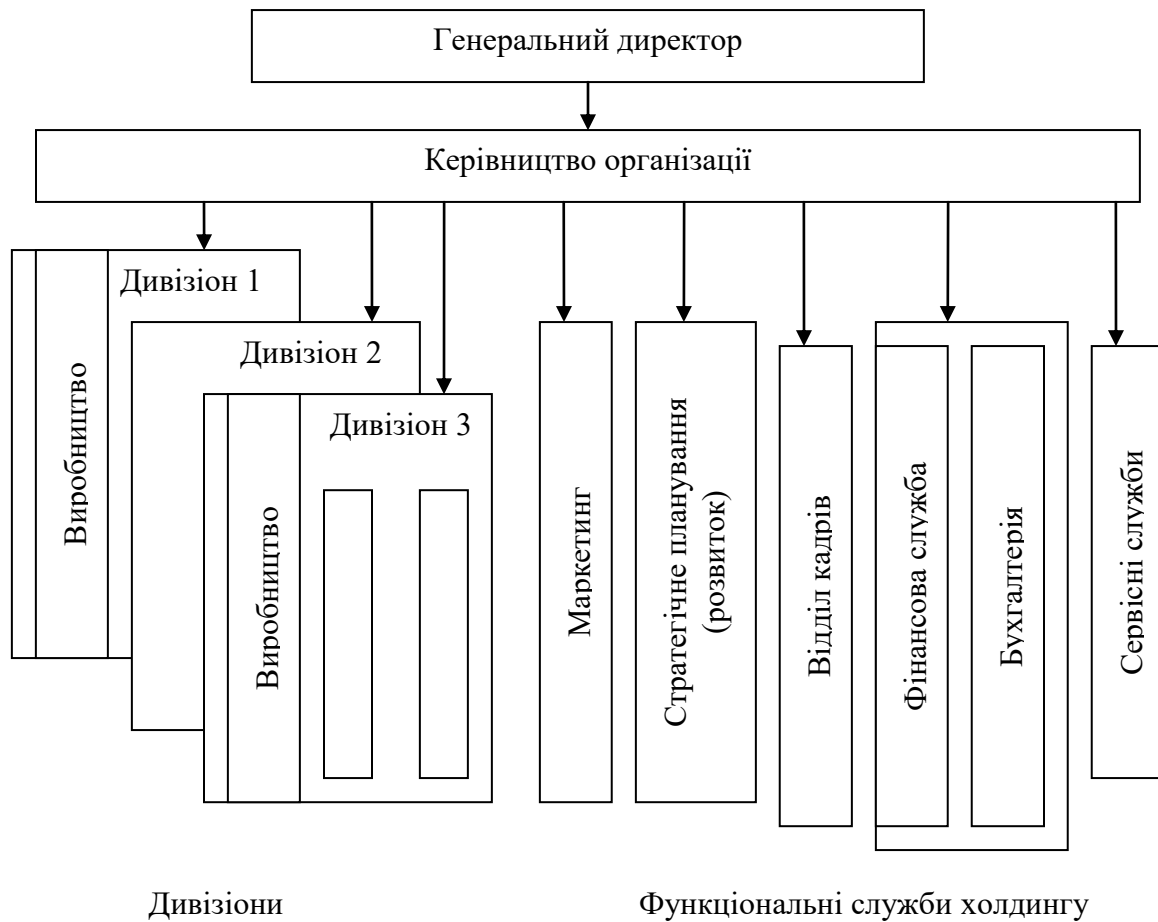 Генеральний директор
Керівництво організації
Дивізіон 1
Виробництво
Дивізіон 2
Дивізіон 3
Виробництво
Маркетинг
Стратегічне планування
(розвиток)
Відділ кадрів
Фінансова служба
Бухгалтерія
Сервісні служби
Дивізіони
Функціональні служби холдингу